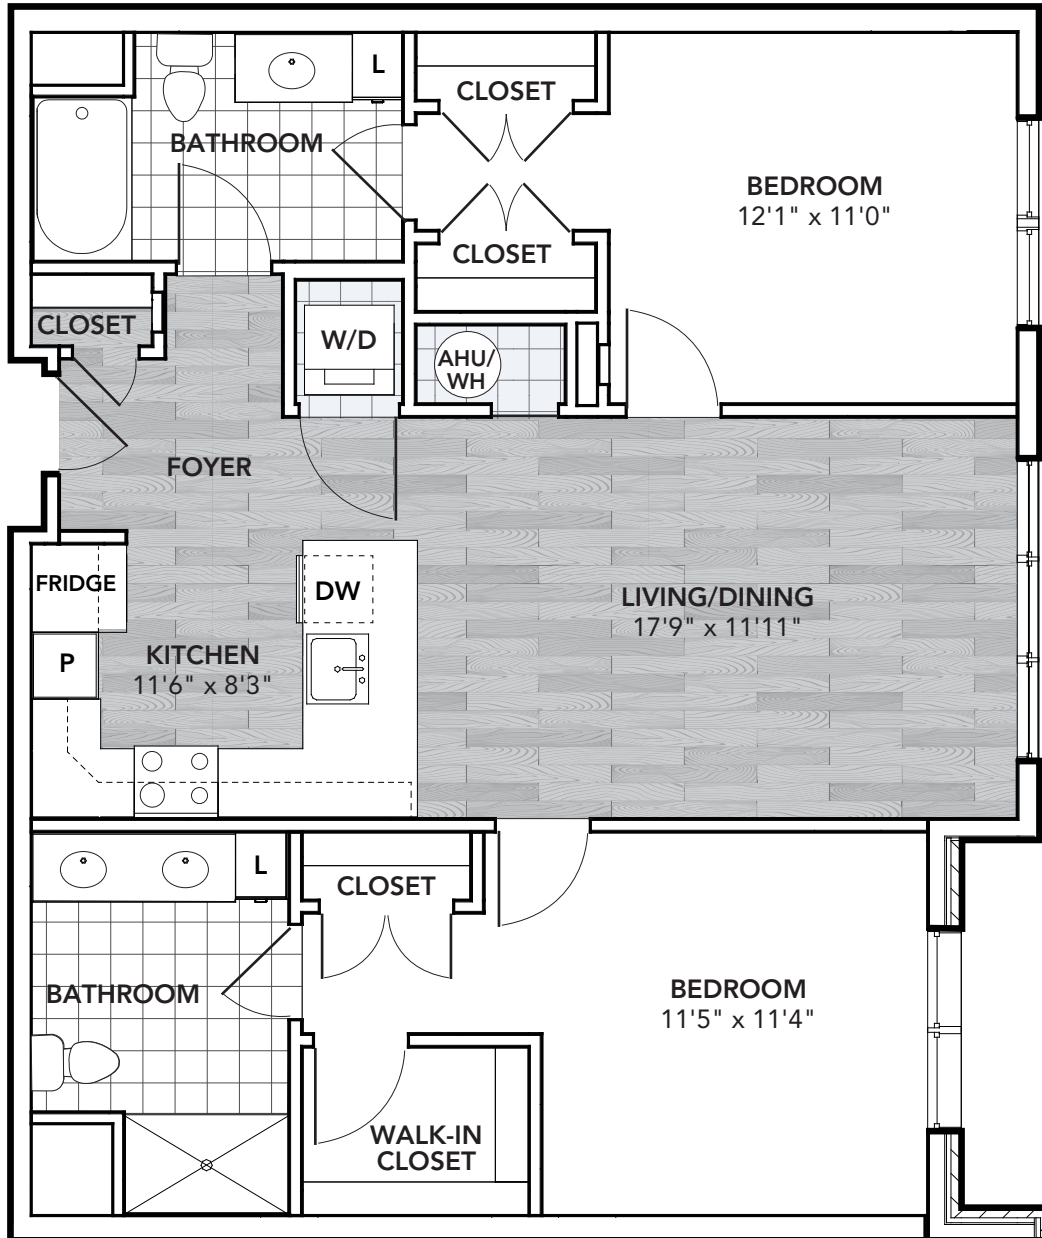 L
CLOSET
BATHROOM
BEDROOM
12'1" x 11'0"
CLOSET
CLOSET
W/D
AHU/
WH
FOYER
FRIDGE
DW
LIVING/DINING
17'9" x 11'11"
P
KITCHEN
11'6" x 8'3"
L
CLOSET
BATHROOM
BEDROOM
11'5" x 11'4"
WALK-IN
CLOSET